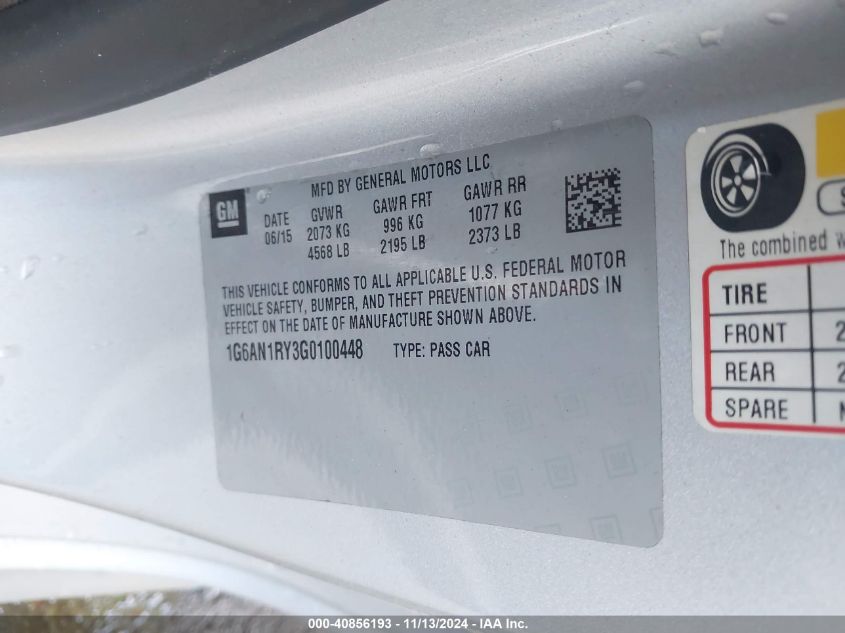 GM
MFD BY GENERAL MOTORS LLC
DATE GVWR GAWR FRT GAWR RR
06/15 2073 KG 996 KG 1077 KG
4568 LB 2195 LB 2373 LB
THIS VEHICLE CONFORMS TO ALL APPLICABLE U.S. FEDERAL MOTOR
VEHICLE SAFETY, BUMPER, AND THEFT PREVENTION STANDARDS IN
EFFECT ON THE DATE OF MANUFACTURE SHOWN ABOVE.
1G6AN1RY3G0100448 TYPE: PASS CAR
The combined
TIRE
FRONT 2
REAR 2
SPARE
000-40856193 - 11/13/2024 - IAA Inc.